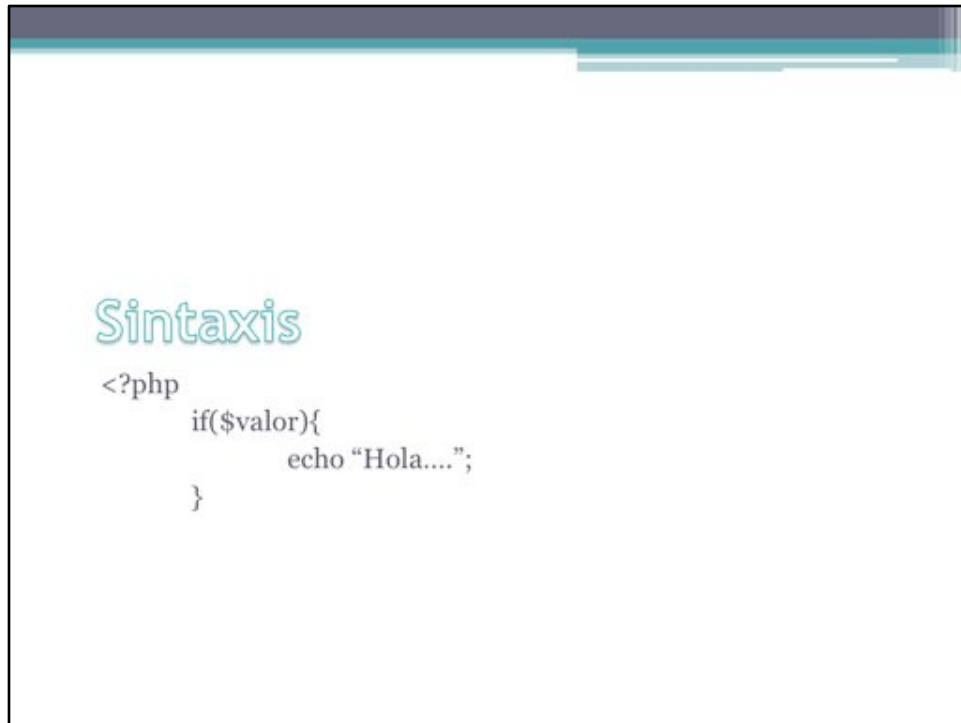 Sintaxis
<?php
if($valor){
echo “Hola....”;
}